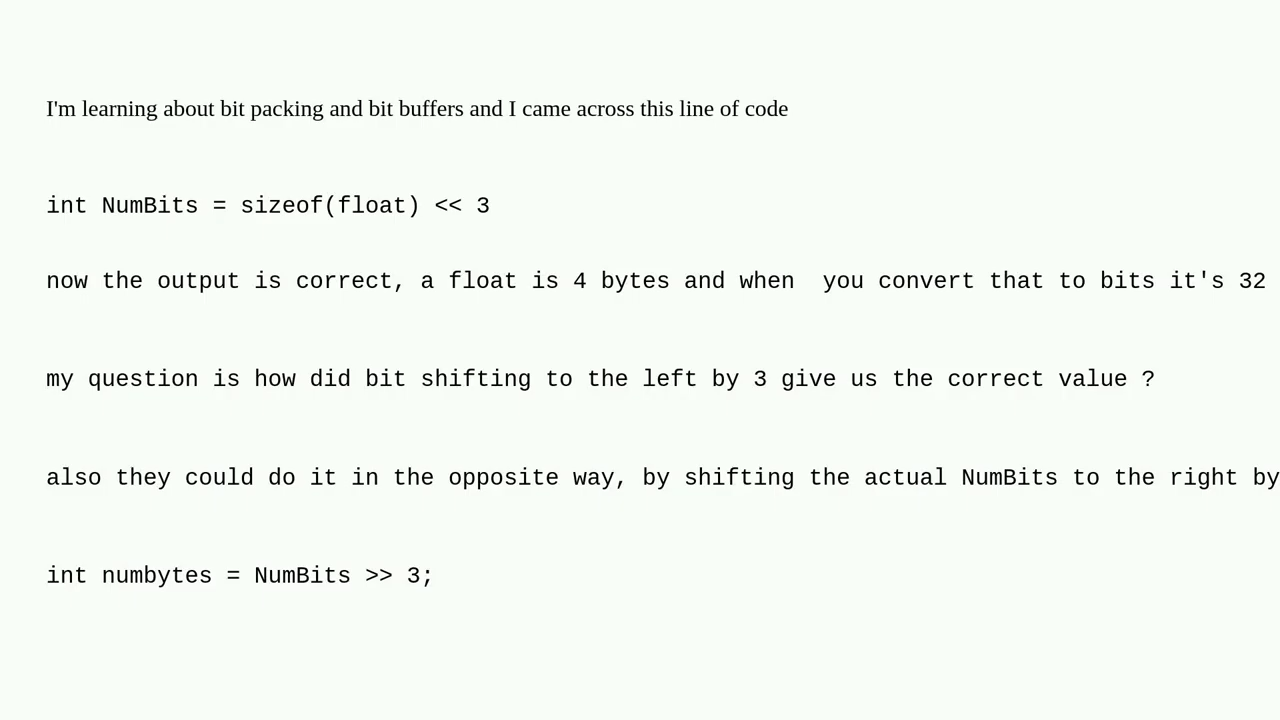 I'm learning about bit packing and bit buffers and I came across this line of code
int NumBits = sizeof(float) << 3
now the output is correct, a float is 4 bytes and when  you convert that to bits it's 32
my question is how did bit shifting to the left by 3 give us the correct value ?
also they could do it in the opposite way, by shifting the actual NumBits to the right by
int numbytes = NumBits >> 3;